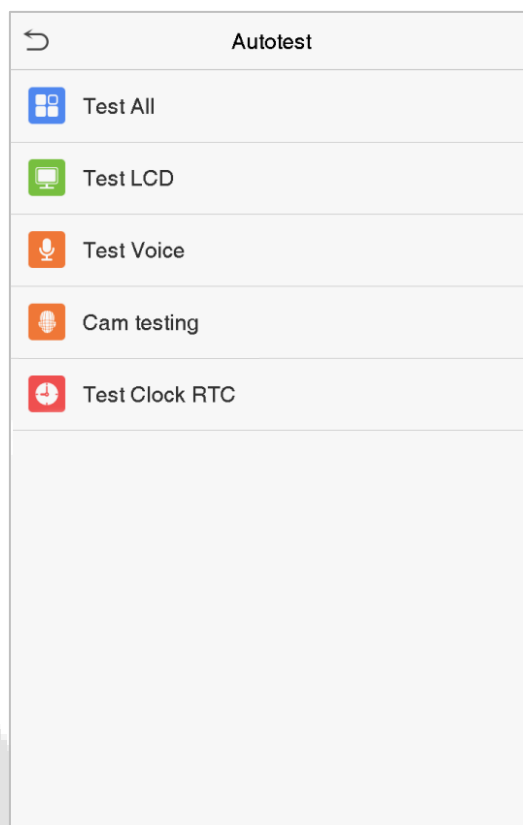 Autotest
Test All
Test LCD
Test Voice
Cam testing
Test Clock RTC